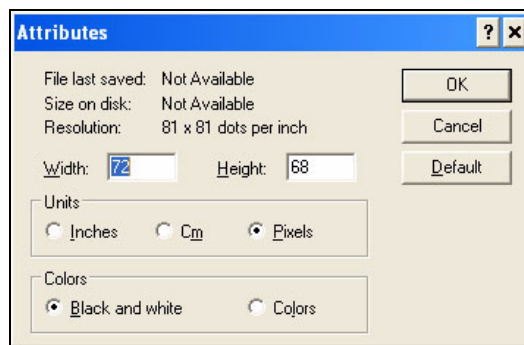 Attributes
File last saved: Not Available
Size on disk: Not Available
Resolution: 81 x 81 dots per inch
Width: 72 Height: 68
Units
Inches Cm Pixels
Colors
Black and white Colors
OK
Cancel
Default